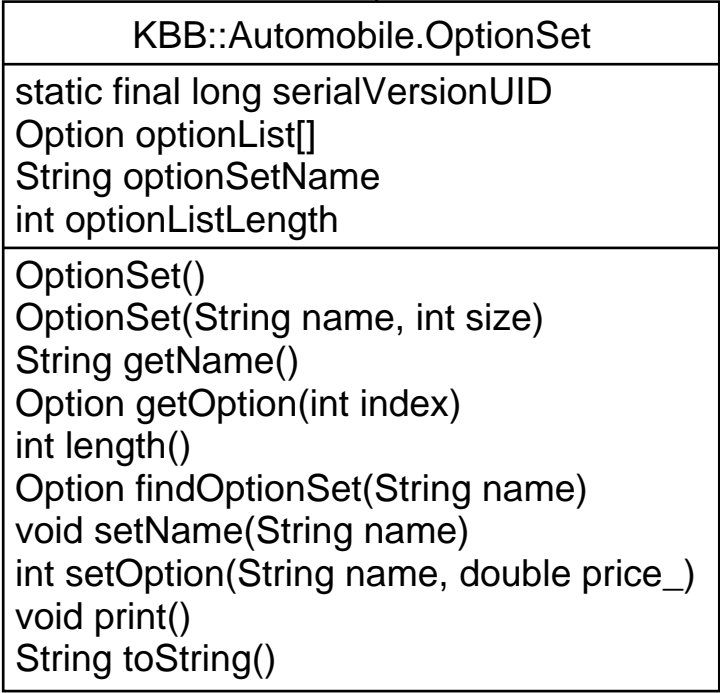 KBB::Automobile.OptionSet
static final long serialVersionUID
Option optionList[]
String optionSetName
int optionListLength
OptionSet()
OptionSet(String name, int size)
String getName()
Option getOption(int index)
int length()
Option findOptionSet(String name)
void setName(String name)
int setOption(String name, double price_)
void print()
String toString()